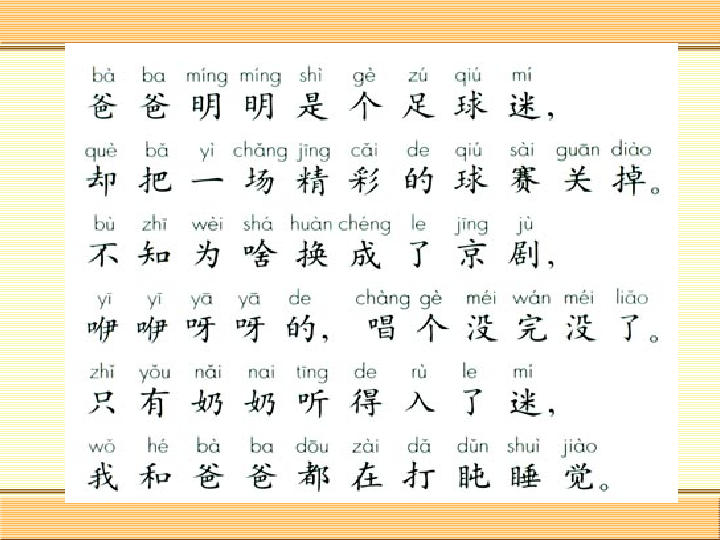 bà ba míng míng shì gè zú qiú mí
爸爸明明是个足球迷，
què bǎ yì chǎng jīng cǎi de qiú sài guān diào
却把一场精彩的球赛关掉。
bù zhī wèi shá huàn chéng le jīng jù
不知为啥换成了京剧，
yī yī yā yā de chàng gè méi wán méi liǎo
咿咿呀呀的，唱个没完没了。
zhǐ yǒu nǎi nai tīng de rù le mí
只有奶奶听得入了迷，
wǒ hé bà ba dōu zài dǎ dǔn shuì jiào
我和爸爸都在打盹睡觉。